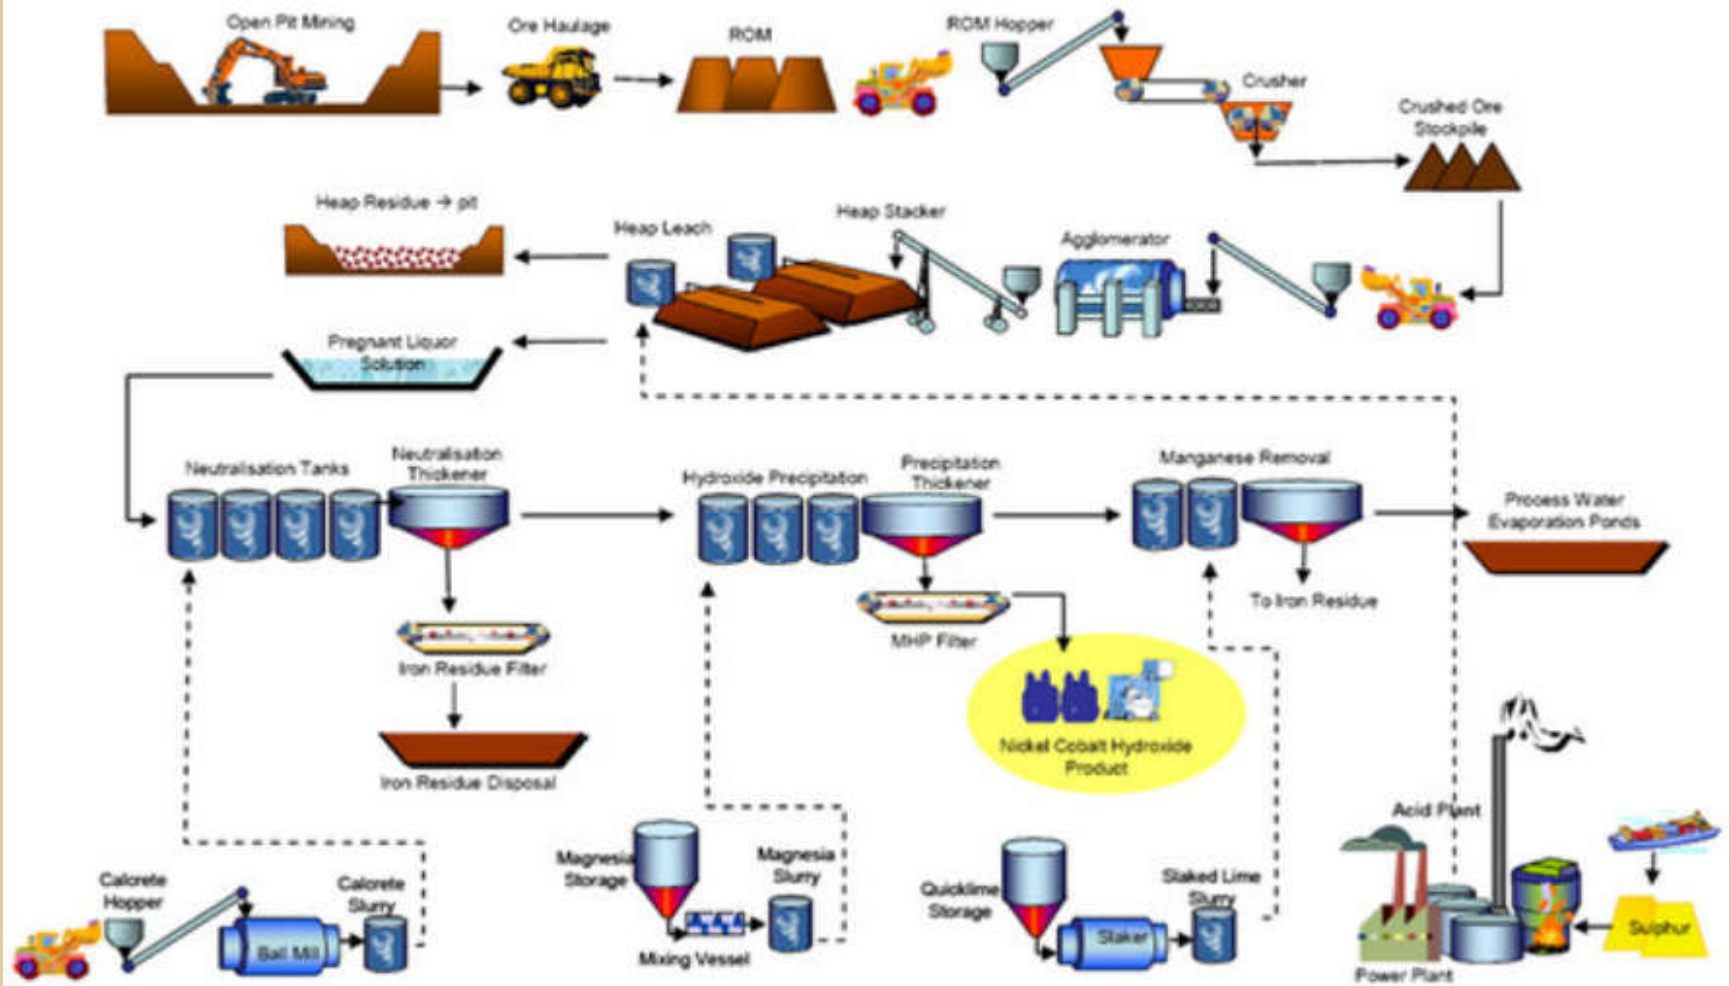 Open Pit Mining
Ore Haulage
ROM
ROM Hopper
Crusher
Crushed Ore
Stockpile
Heap Residue → pit
Heap Leach
Heap Stacker
Agglomerator
Pregnant Liquor
Solution
Neutralisation Tanks
Neutralisation
Thickener
Hydroxide Precipitation
Precipitation
Thickener
Manganese Removal
Process Water
Evaporation Ponds
Iron Residue Filter
MHP Filter
To Iron Residue
Iron Residue Disposal
Nickel Cobalt Hydroxide
Product
Acid Plant
Calcrete
Hopper
Calcrete
Slurry
Ball Mill
Magnesia
Storage
Magnesia
Slurry
Mixing Vessel
Quicklime
Storage
Slaked Lime
Slurry
Slaker
Sulphur
Power Plant